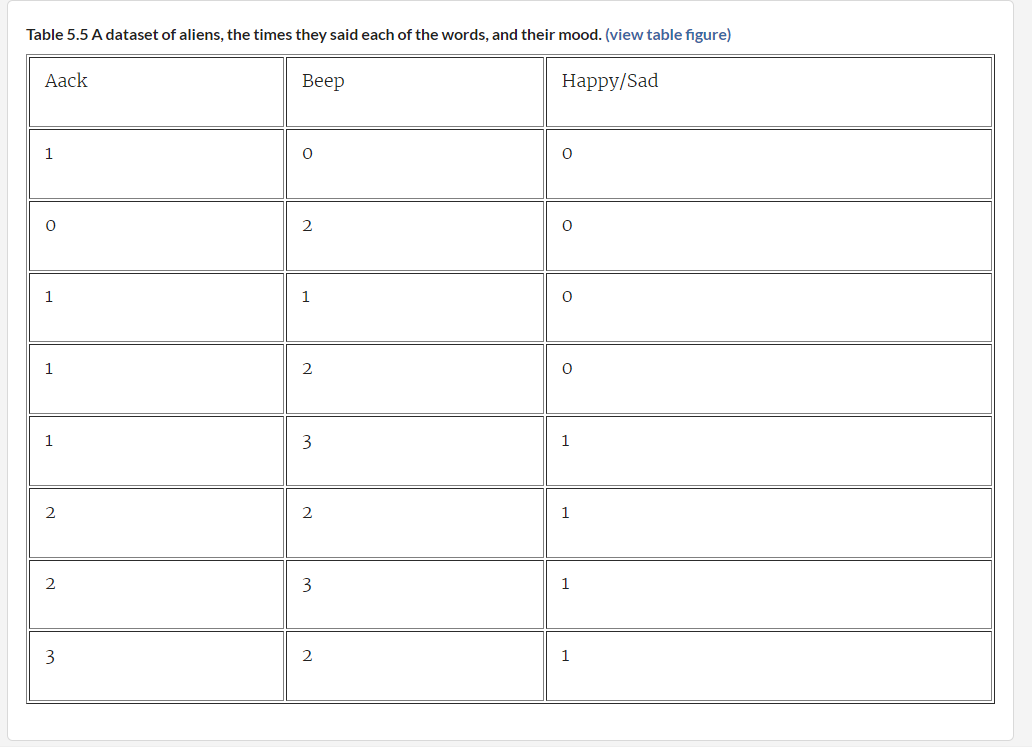 Table 5.5 A dataset of aliens, the times they said each of the words, and their mood. (view table figure)
Aack Beep Happy/Sad
1 0 0
0 2 0
1 1 0
1 2 0
1 3 1
2 2 1
2 3 1
3 2 1